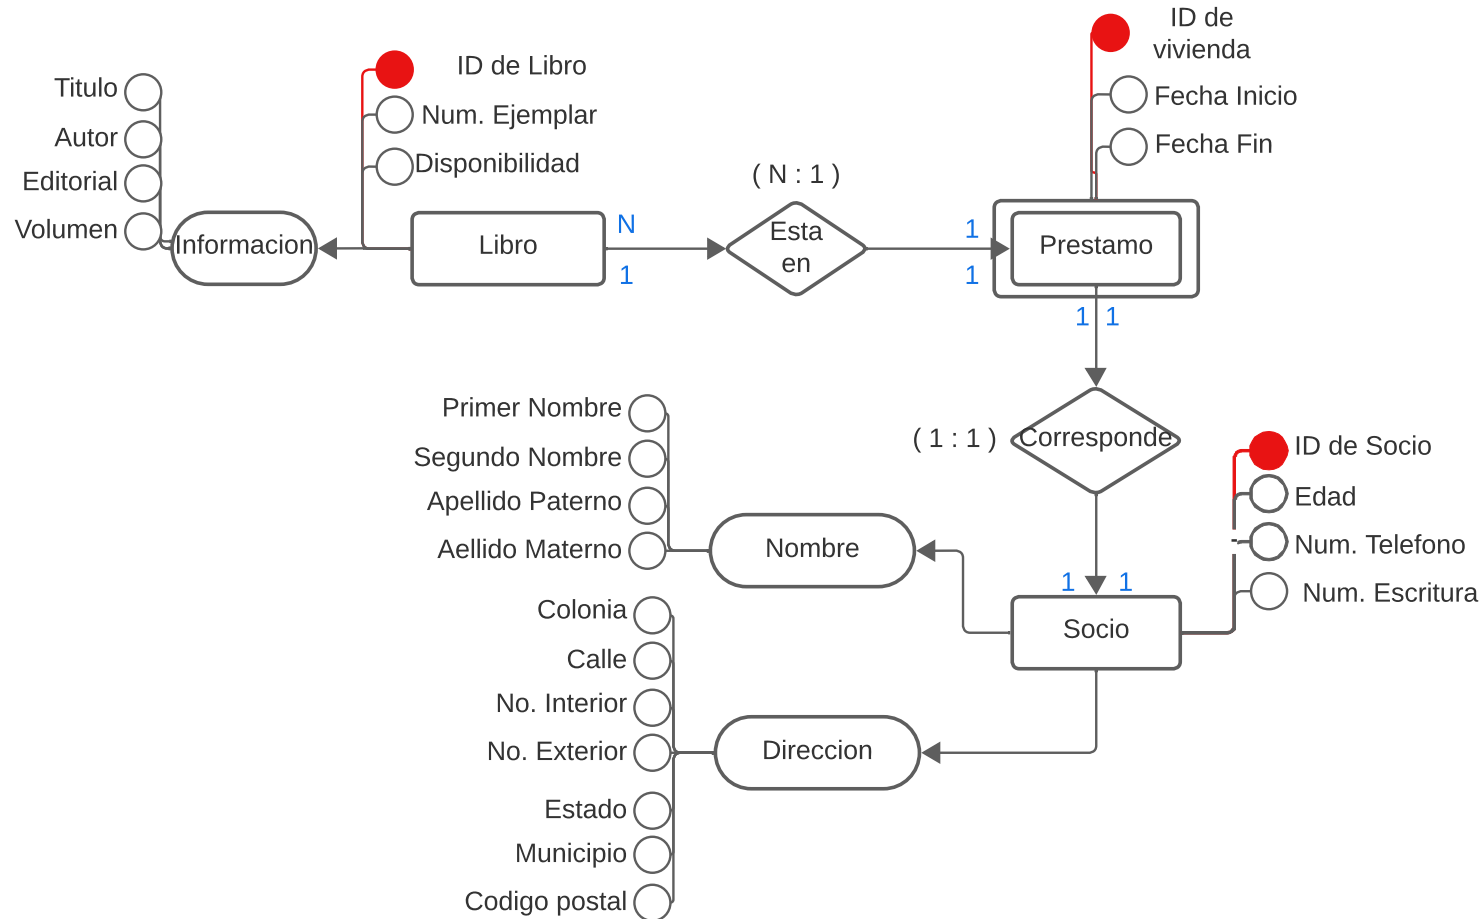 ID de
vivienda
ID de Libro
Titulo
Fecha Inicio
Num. Ejemplar
Autor
Fecha Fin
Disponibilidad
( N : 1 )
Editorial
Volumen
Informacion
Libro
N
1
Esta
en
1
1
Prestamo
1 1
Primer Nombre
( 1 : 1 )
Corresponde
ID de Socio
Segundo Nombre
Edad
Apellido Paterno
Aellido Materno
Nombre
Num. Telefono
1 1
Num. Escritura
Colonia
Socio
Calle
No. Interior
No. Exterior
Direccion
Estado
Municipio
Codigo postal